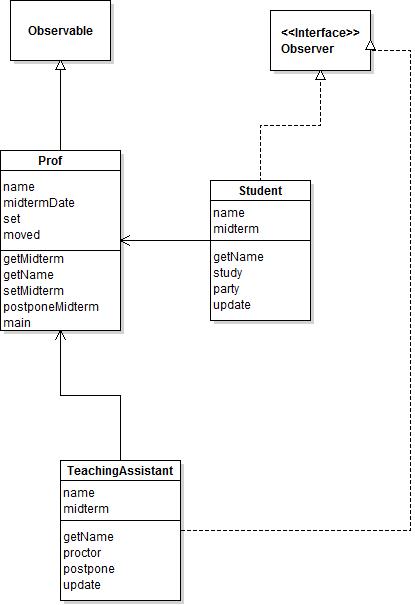 Observable
<<Interface>>
Observer
Prof
name
midtermDate
set
moved
getMidterm
getName
setMidterm
postponeMidterm
main
Student
name
midterm
getName
study
party
update
TeachingAssistant
name
midterm
getName
proctor
postpone
update